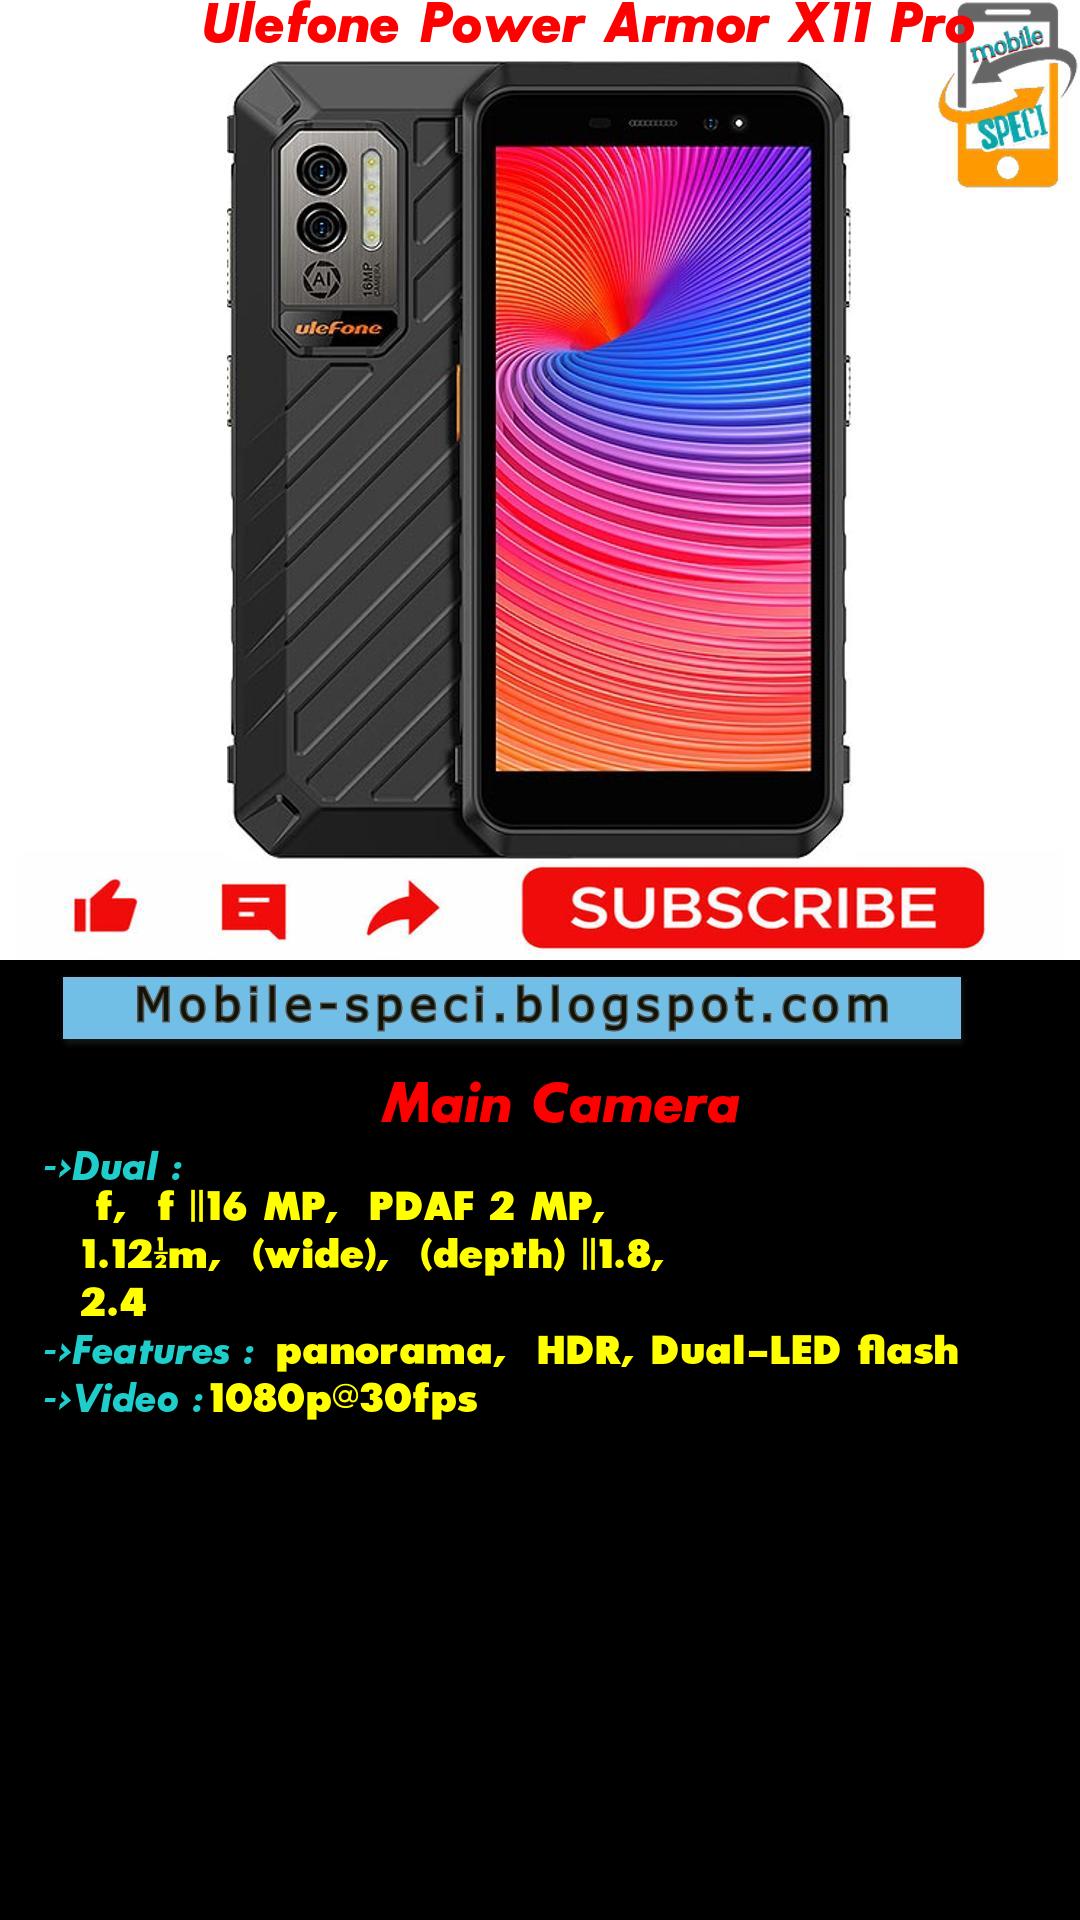 Ulefone Power Armor X11 Pro
mobile
SPECI
AI
16MP
CAMERA
uleFone
SUBSCRIBE
Mobile-speci.blogspot.com
Main Camera
->Dual :
f, f ||16 MP, PDAF 2 MP,
1.12½m, (wide), (depth) ||1.8,
2.4
->Features : panorama, HDR, Dual-LED flash
->Video :1080p@30fps